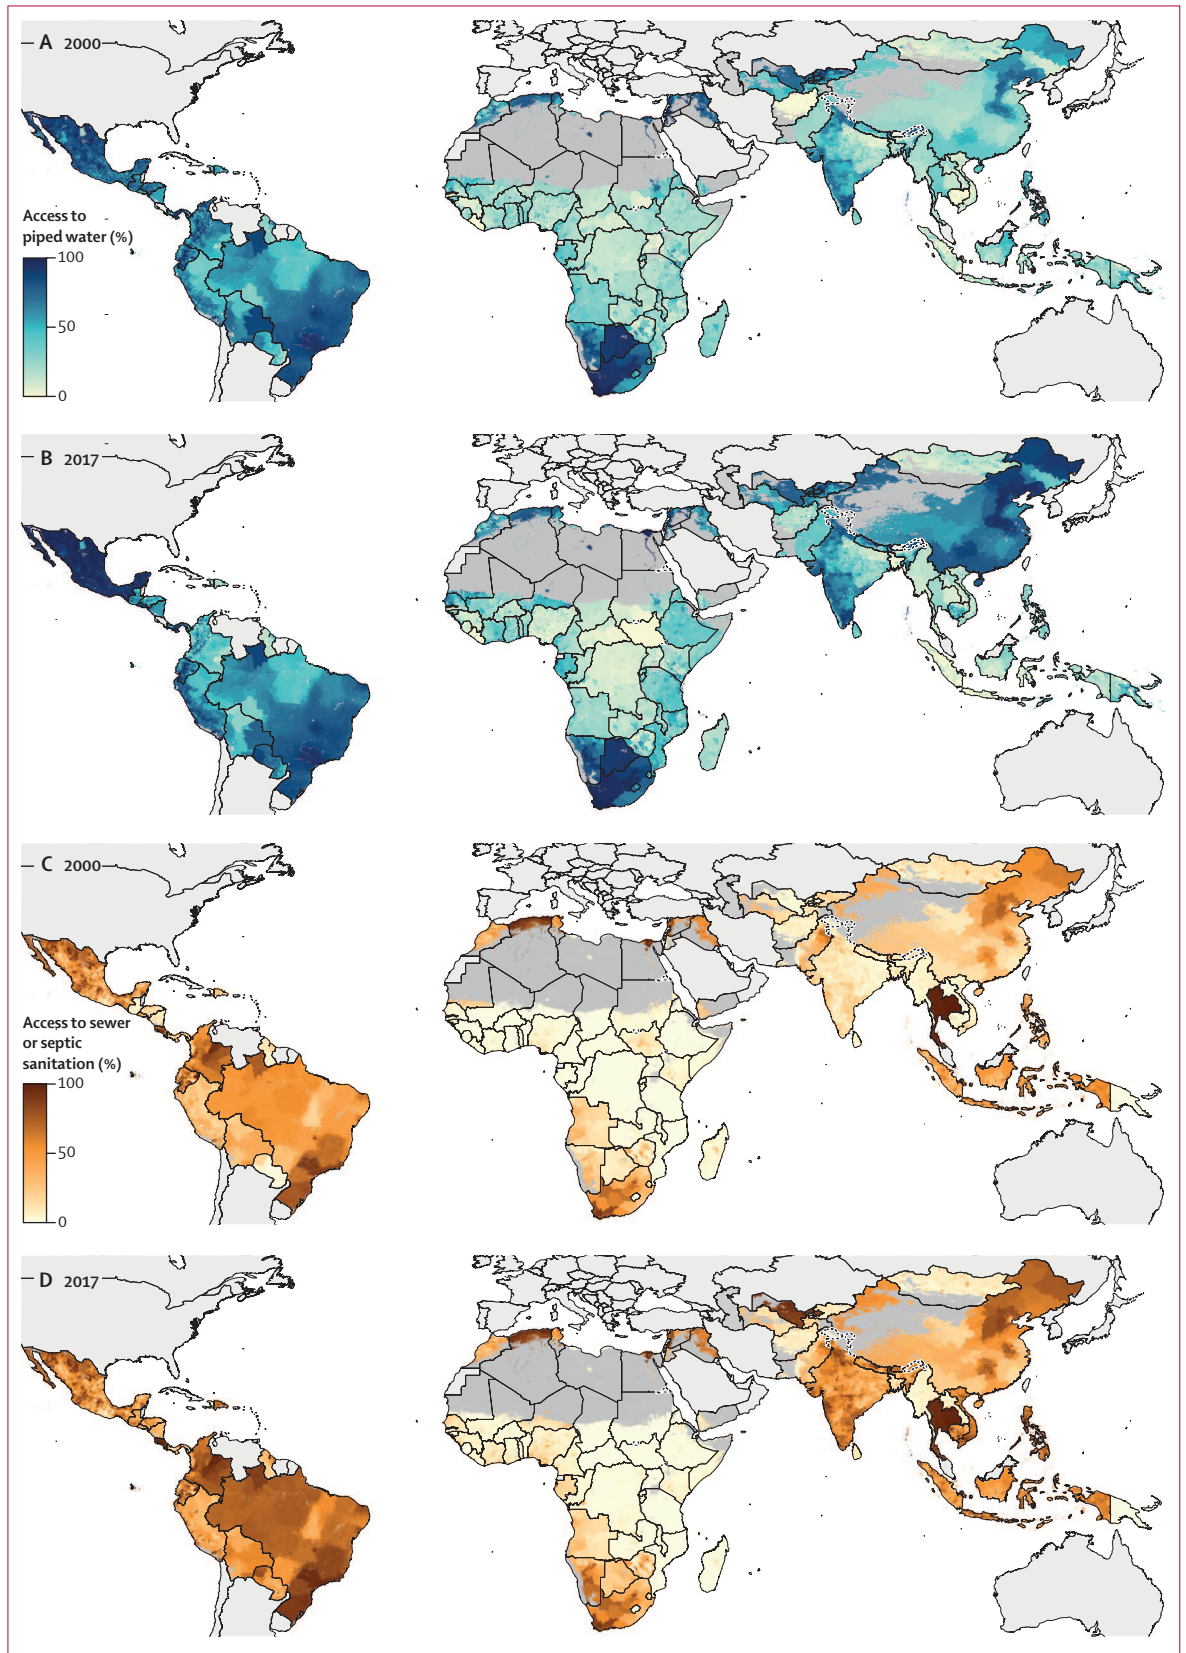 A 2000
Access to
piped water (%)
100
50
0
B 2017
C 2000
Access to sewer
or septic
sanitation (%)
100
50
0
D 2017